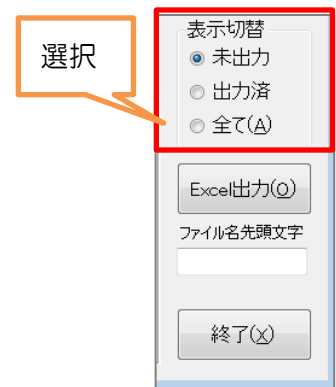 選択
表示切替
未出力
出力済
全て(A)
Excel出力(O)
ファイル名先頭文字
終了(X)